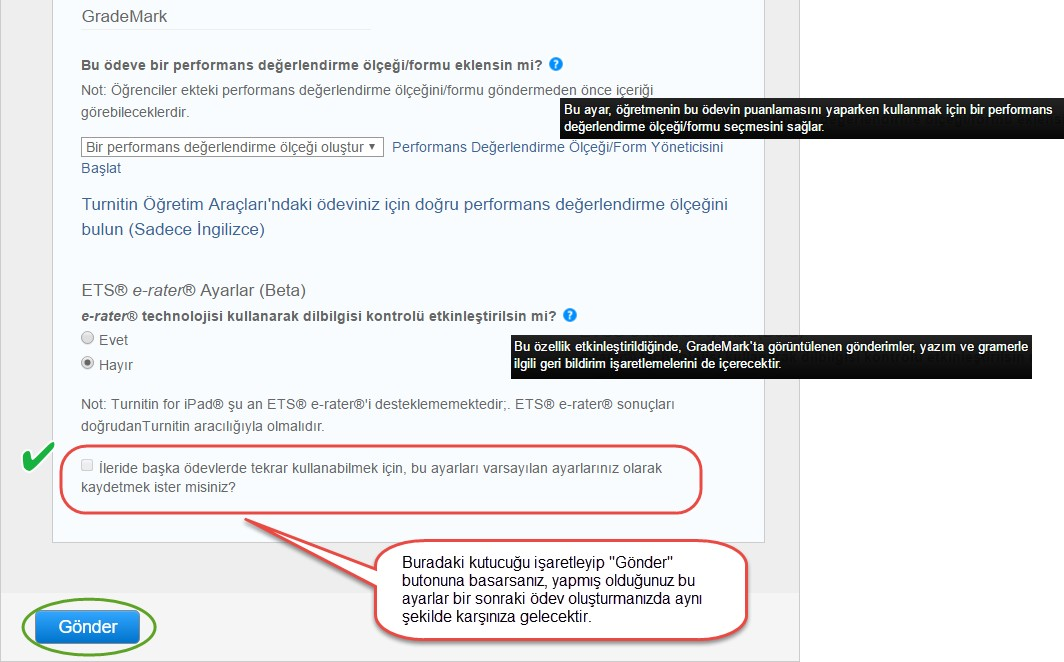 GradeMark
Bu ödeve bir performans değerlendirme ölçeği/formu eklensin mi? ?
Not: Öğrenciler ekteki performans değerlendirme ölçeğini/formu göndermeden önce içeriği
görebileceklerdir.
Bu ayar, öğretmenin bu ödevin puanlamasını yaparken kullanmak için bir performans
değerlendirme ölçeği/formu seçmesini sağlar.
Bir performans değerlendirme ölçeği oluştur ▼ Performans Değerlendirme Ölçeği/Form Yöneticisini
Başlat
Turnitin Öğretim Araçları'ndaki ödeviniz için doğru performans değerlendirme ölçeğini
bulun (Sadece İngilizce)
ETS® e-rater® Ayarlar (Beta)
e-rater® technolojisi kullanarak dilbilgisi kontrolü etkinleştirilsin mi? ?
Evet
Hayır
Bu özellik etkinleştirildiğinde, GradeMark'ta görüntülenen gönderimler, yazım ve gramerle
ilgili geri bildirim işaretlemelerini de içerecektir.
Not: Turnitin for iPad® şu an ETS® e-rater®'i desteklememektedir;. ETS® e-rater® sonuçları
doğrudanTurnitin aracılığıyla olmalıdır.
İleride başka ödevlerde tekrar kullanabilmek için, bu ayarları varsayılan ayarlarınız olarak
kaydetmek ister misiniz?
Buradaki kutucuğu işaretleyip "Gönder"
butonuna basarsanız, yapmış olduğunuz bu
ayarlar bir sonraki ödev oluşturmanızda aynı
şekilde karşınıza gelecektir.
Gönder